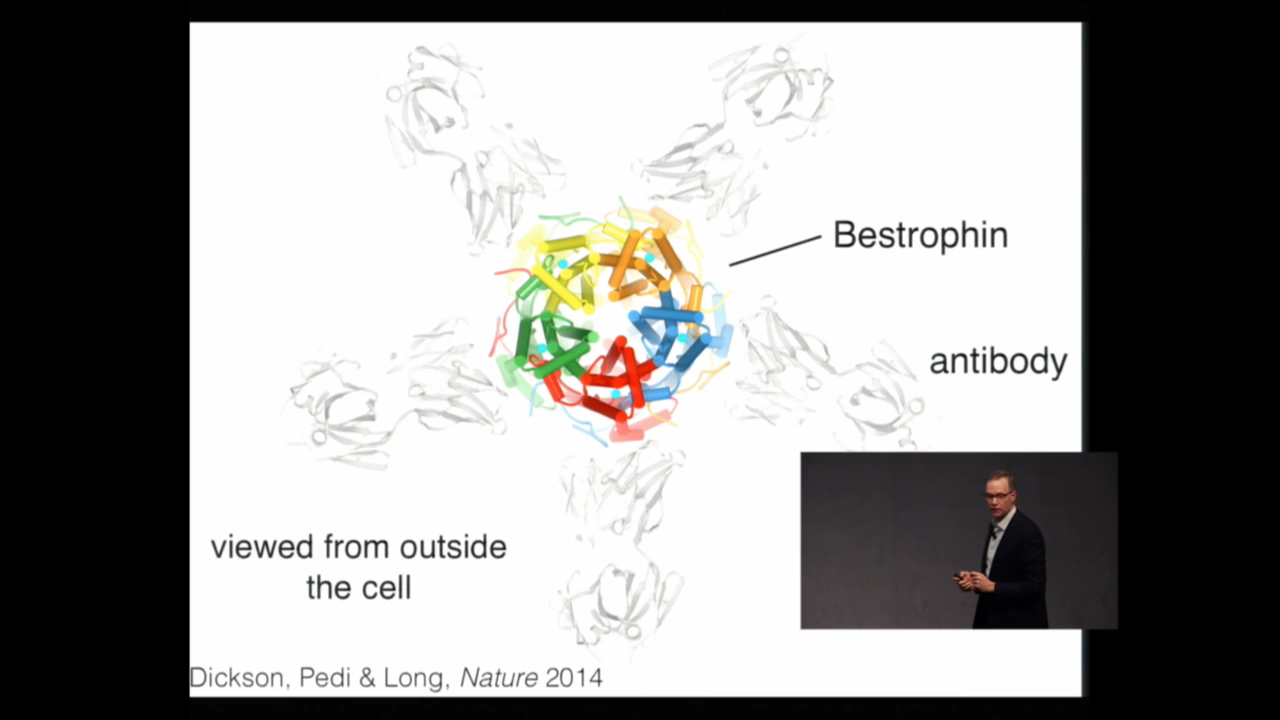 Bestrophin
antibody
viewed from outside
the cell
Dickson, Pedi & Long, Nature 2014